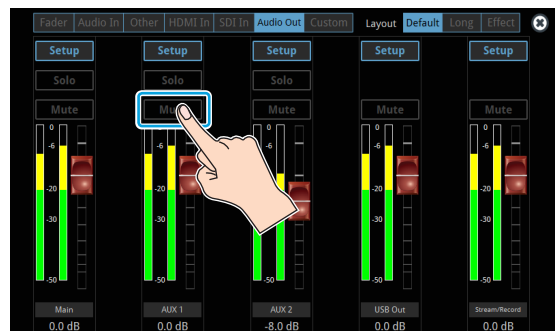 Fader Audio In Other HDMI In SDI In Audio Out Custom Layout Default Long Effect
Setup Setup Setup Setup Setup
Solo Solo Solo
Mute Mute Mute Mute Mute
0 0 0 0 0
-6 -6 -6 -6
-20 -20 -20 -20
-30 -30 -30 -30
-50 -50 -50 -50 -50
Main AUX 1 AUX 2 USB Out Stream/Record
0.0 dB 0.0 dB -8.0 dB 0.0 dB 0.0 dB